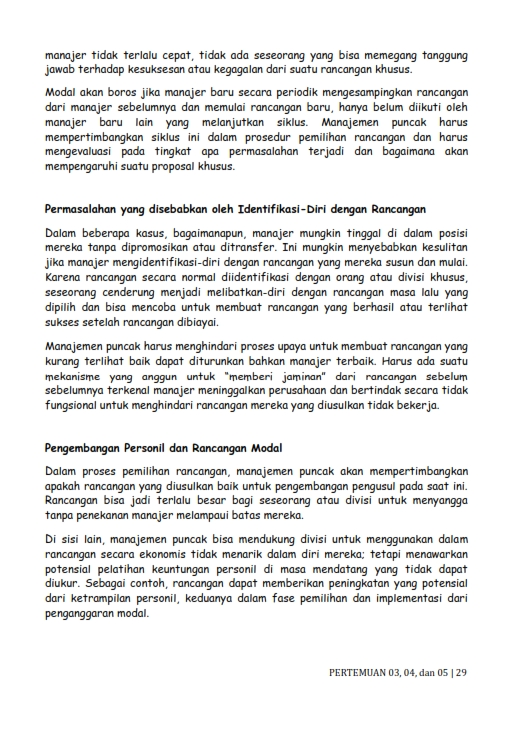 manajer tidak terlalu cepat, tidak ada seseorang yang bisa memegang tanggung
jawab terhadap kesuksesan atau kegagalan dari suatu rancangan khusus.
Modal akan boros jika manajer baru secara periodik mengesampingkan rancangan
dari manajer sebelumnya dan memulai rancangan baru, hanya belum diikuti oleh
manajer baru lain yang melanjutkan siklus. Manajemen puncak harus
mempertimbangkan siklus ini dalam prosedur pemilihan rancangan dan harus
mengevaluasi pada tingkat apa permasalahan terjadi dan bagaimana akan
mempengaruhi suatu proposal khusus.
Permasalahan yang disebabkan oleh Identifikasi-Diri dengan Rancangan
Dalam beberapa kasus, bagaimanapun, manajer mungkin tinggal di dalam posisi
mereka tanpa dipromosikan atau ditransfer. Ini mungkin menyebabkan kesulitan
jika manajer mengidentifikasi-diri dengan rancangan yang mereka susun dan mulai.
Karena rancangan secara normal diidentifikasi dengan orang atau divisi khusus,
seseorang cenderung menjadi melibatkan-diri dengan rancangan masa lalu yang
dipilih dan bisa mencoba untuk membuat rancangan yang berhasil atau terlihat
sukses setelah rancangan dibiayai.
Manajemen puncak harus menghindari proses upaya untuk membuat rancangan yang
kurang terlihat baik dapat diturunkan bahkan manajer terbaik. Harus ada suatu
mekanisme yang anggun untuk “memberi jaminan” dari rancangan sebelum
sebelumnya terkenal manajer meninggalkan perusahaan dan bertindak secara tidak
fungsional untuk menghindari rancangan mereka yang diusulkan tidak bekerja.
Pengembangan Personil dan Rancangan Modal
Dalam proses pemilihan rancangan, manajemen puncak akan mempertimbangkan
apakah rancangan yang diusulkan baik untuk pengembangan pengusul pada saat ini.
Rancangan bisa jadi terlalu besar bagi seseorang atau divisi untuk menyangga
tanpa penekanan manajer melampaui batas mereka.
Di sisi lain, manajemen puncak bisa mendukung divisi untuk menggunakan dalam
rancangan secara ekonomis tidak menarik dalam diri mereka; tetapi menawarkan
potensial pelatihan keuntungan personil di masa mendatang yang tidak dapat
diukur. Sebagai contoh, rancangan dapat memberikan peningkatan yang potensial
dari ketrampilan personil, keduanya dalam fase pemilihan dan implementasi dari
penganggaran modal.
PERTEMUAN 03, 04, dan 05 | 29